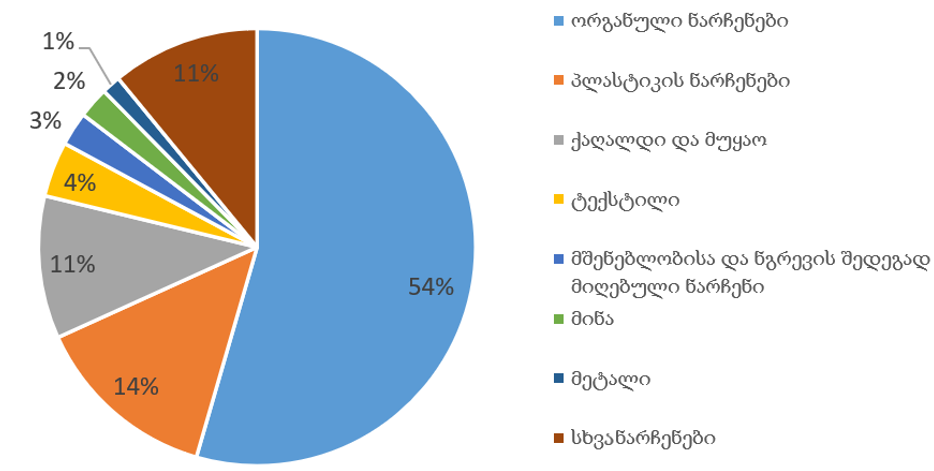 1%
2%
3%
4%
11%
14%
54%
11%
ორგანული ნარჩენები
პლასტიკის ნარჩენები
ქაღალდი და მუყაო
ტექსტილი
მშენებლობისა და ნგრევის შედეგად
მიღებული ნარჩენი
მინა
მეტალი
სხვანარჩენები